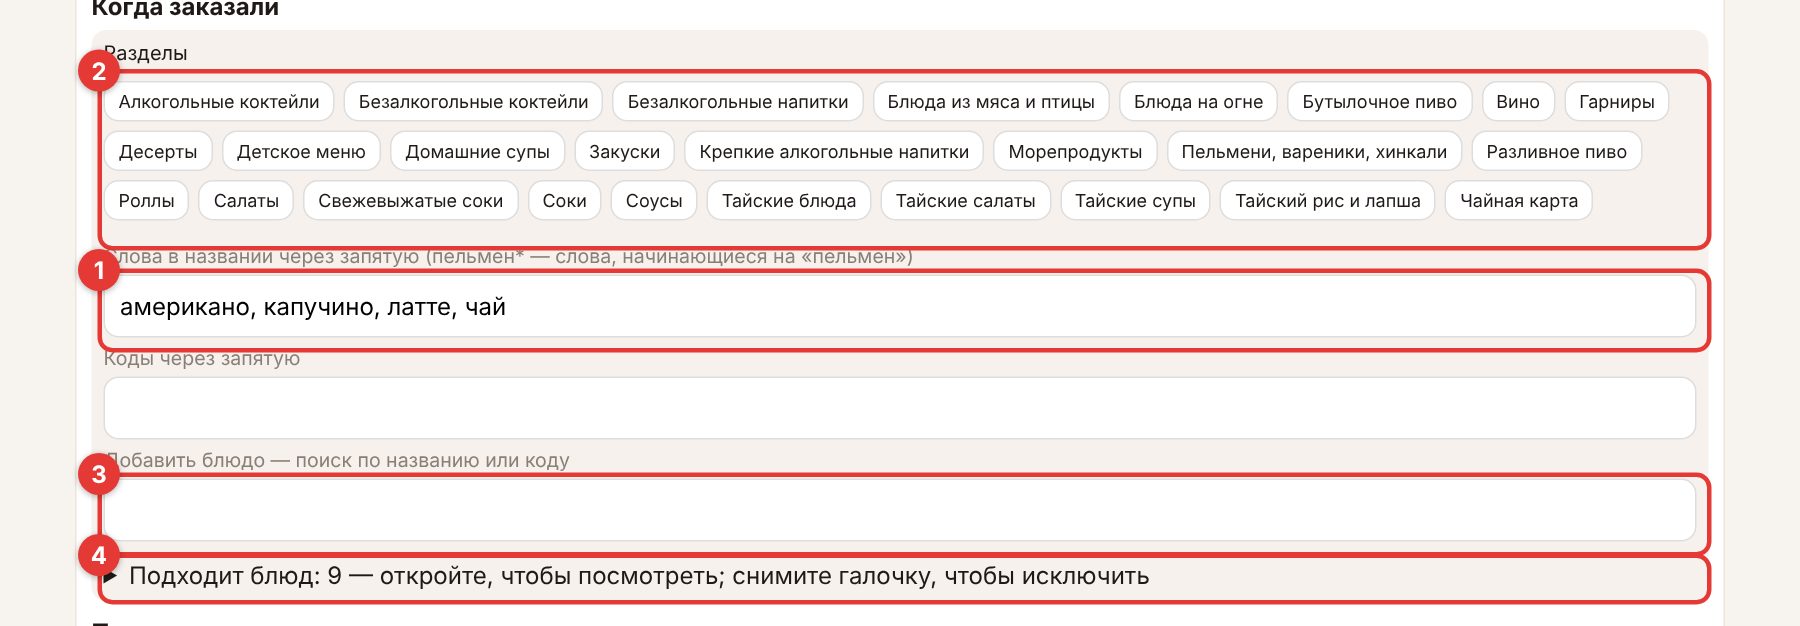 Когда заказали
Разделы
2
Алкогольные коктейли Безалкогольные коктейли Безалкогольные напитки Блюда из мяса и птицы Блюда на огне Бутылочное пиво Вино Гарниры
Десерты Детское меню Домашние супы Закуски Крепкие алкогольные напитки Морепродукты Пельмени, вареники, хинкали Разливное пиво
Роллы Салаты Свежевыжатые соки Соки Соусы Тайские блюда Тайские салаты Тайские супы Тайский рис и лапша Чайная карта
Слова в названии через запятую (пельмен* — слова, начинающиеся на «пельмен»)
1
американо, капучино, латте, чай
Коды через запятую
Добавить блюдо — поиск по названию или коду
3
4
Подходит блюд: 9 — откройте, чтобы посмотреть; снимите галочку, чтобы исключить